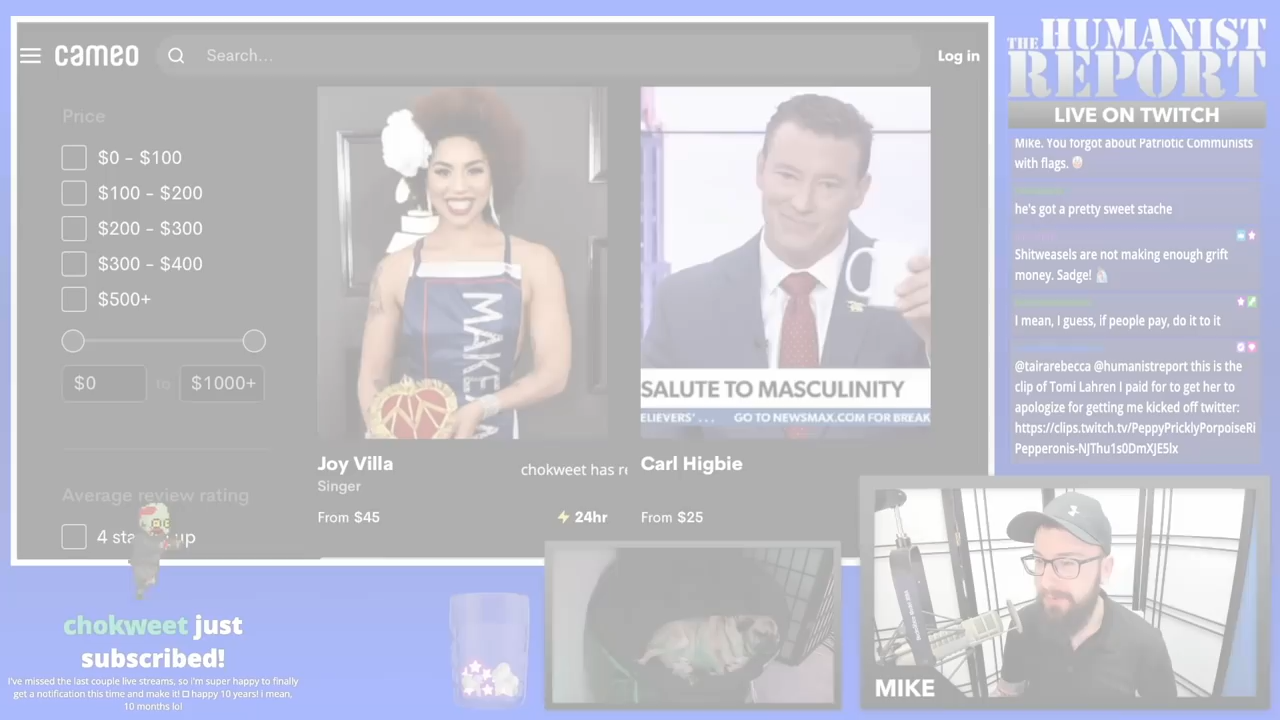 cameo
Search...
Log in
Price
$0 - $100
$100 - $200
$200 - $300
$300 - $400
$500+
$0
to
$1000+
Average review rating
4 sta
up
MAKE
Joy Villa
Singer
From $45
24hr
chokweet has re
SALUTE TO MASCULINITY
ELIEVERS' . . . GO TO NEWSMAX.COM FOR BREAK
Carl Higbie
From $25
THE HUMANIST
REPORT
LIVE ON TWITCH
Mike. You forgot about Patriotic Communists
with flags.
he's got a pretty sweet stache
Shitweasels are not making enough grift
money. Sadge!
I mean, I guess, if people pay, do it to it
@tairarebecca @humanistreport this is the
clip of Tomi Lahren I paid for to get her to
apologize for getting me kicked off twitter:
https://clips.twitch.tv/PeppyPricklyPorpoiseRi
Pepperonis-NJThu1s0DmXJE5lx
chokweet just
subscribed!
I've missed the last couple live streams, so i'm super happy to finally
get a notification this time and make it! happy 10 years! i mean,
10 months lol
MIKE